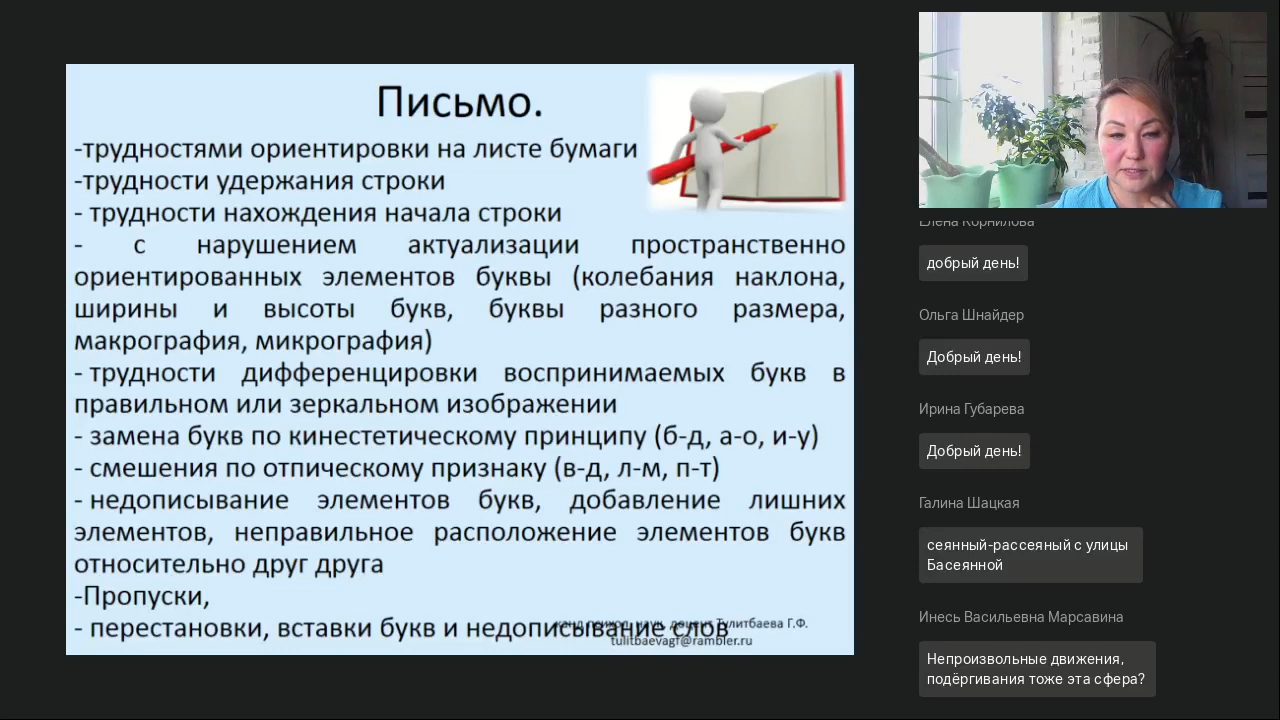 Письмо.
-трудностями ориентировки на листе бумаги
-трудности удержания строки
- трудности нахождения начала строки
- с нарушением актуализации пространственно
ориентированных элементов буквы (колебания наклона,
ширины и высоты букв, буквы разного размера,
макрография, микрография)
- трудности дифференцировки воспринимаемых букв в
правильном или зеркальном изображении
- замена букв по кинестетическому принципу (б-д, а-о, и-у)
- смешения по отпическому признаку (в-д, л-м, п-т)
- недописывание элементов букв, добавление лишних
элементов, неправильное расположение элементов букв
относительно друг друга
-Пропуски,
- перестановки, вставки букв и недописывание слов
канд.психол. наук, доцент Тулитбаева Г.Ф.
tulitbaevagf@rambler.ru
Елена Корнилова
добрый день!
Ольга Шнайдер
Добрый день!
Ирина Губарева
Добрый день!
Галина Шацкая
сеянный-рассеяный с улицы
Басеянной
Инесь Васильевна Марсавина
Непроизвольные движения,
подёргивания тоже эта сфера?